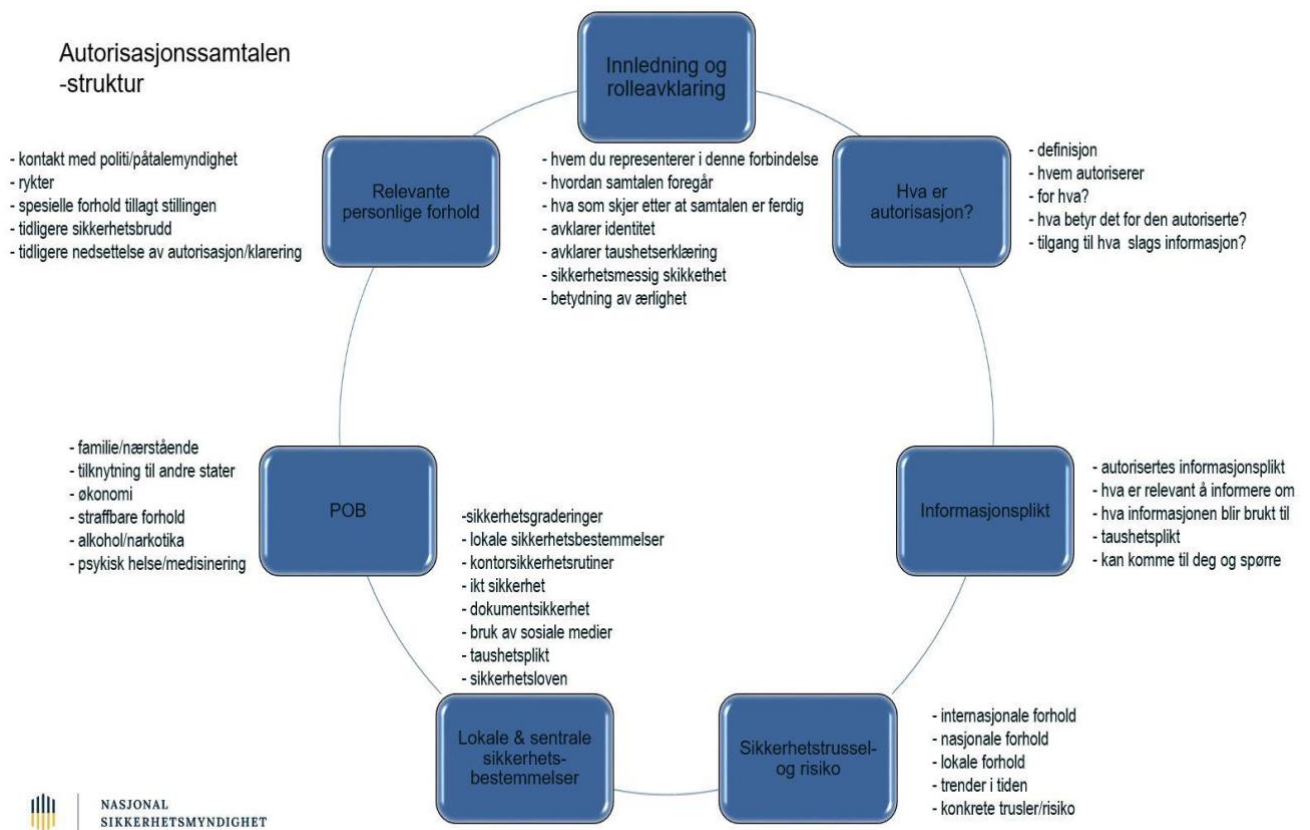 Autorisasjonssamtalen
-struktur
Innledning og
rolleavklaring
- hvem du representerer i denne forbindelse
- hvordan samtalen foregår
- hva som skjer etter at samtalen er ferdig
- avklarer identitet
- avklarer taushetserklæring
- sikkerhetsmessig skikkethet
- betydning av ærlighet
Hva er
autorisasjon?
- definisjon
- hvem autoriserer
- for hva?
- hva betyr det for den autoriserte?
- tilgang til hva slags informasjon?
Informasjonsplikt
- autorisertes informasjonsplikt
- hva er relevant å informere om
- hva informasjonen blir brukt til
- taushetsplikt
- kan komme til deg og spørre
Sikkerhetstrussel-
og risiko
- internasjonale forhold
- nasjonale forhold
- lokale forhold
- trender i tiden
- konkrete trusler/risiko
Lokale & sentrale
sikkerhets-
bestemmelser
-sikkerhetsgraderinger
- lokale sikkerhetsbestemmelser
- kontorsikkerhetsrutiner
- ikt sikkerhet
- dokumentsikkerhet
- bruk av sosiale medier
- taushetsplikt
- sikkerhetsloven
POB
- familie/nærstående
- tilknytning til andre stater
- økonomi
- straffbare forhold
- alkohol/narkotika
- psykisk helse/medisinering
Relevante
personlige forhold
- kontakt med politi/påtalemyndighet
- rykter
- spesielle forhold tillagt stillingen
- tidligere sikkerhetsbrudd
- tidligere nedsettelse av autorisasjon/klarering
NASJONAL
SIKKERHETSMYNDIGHET